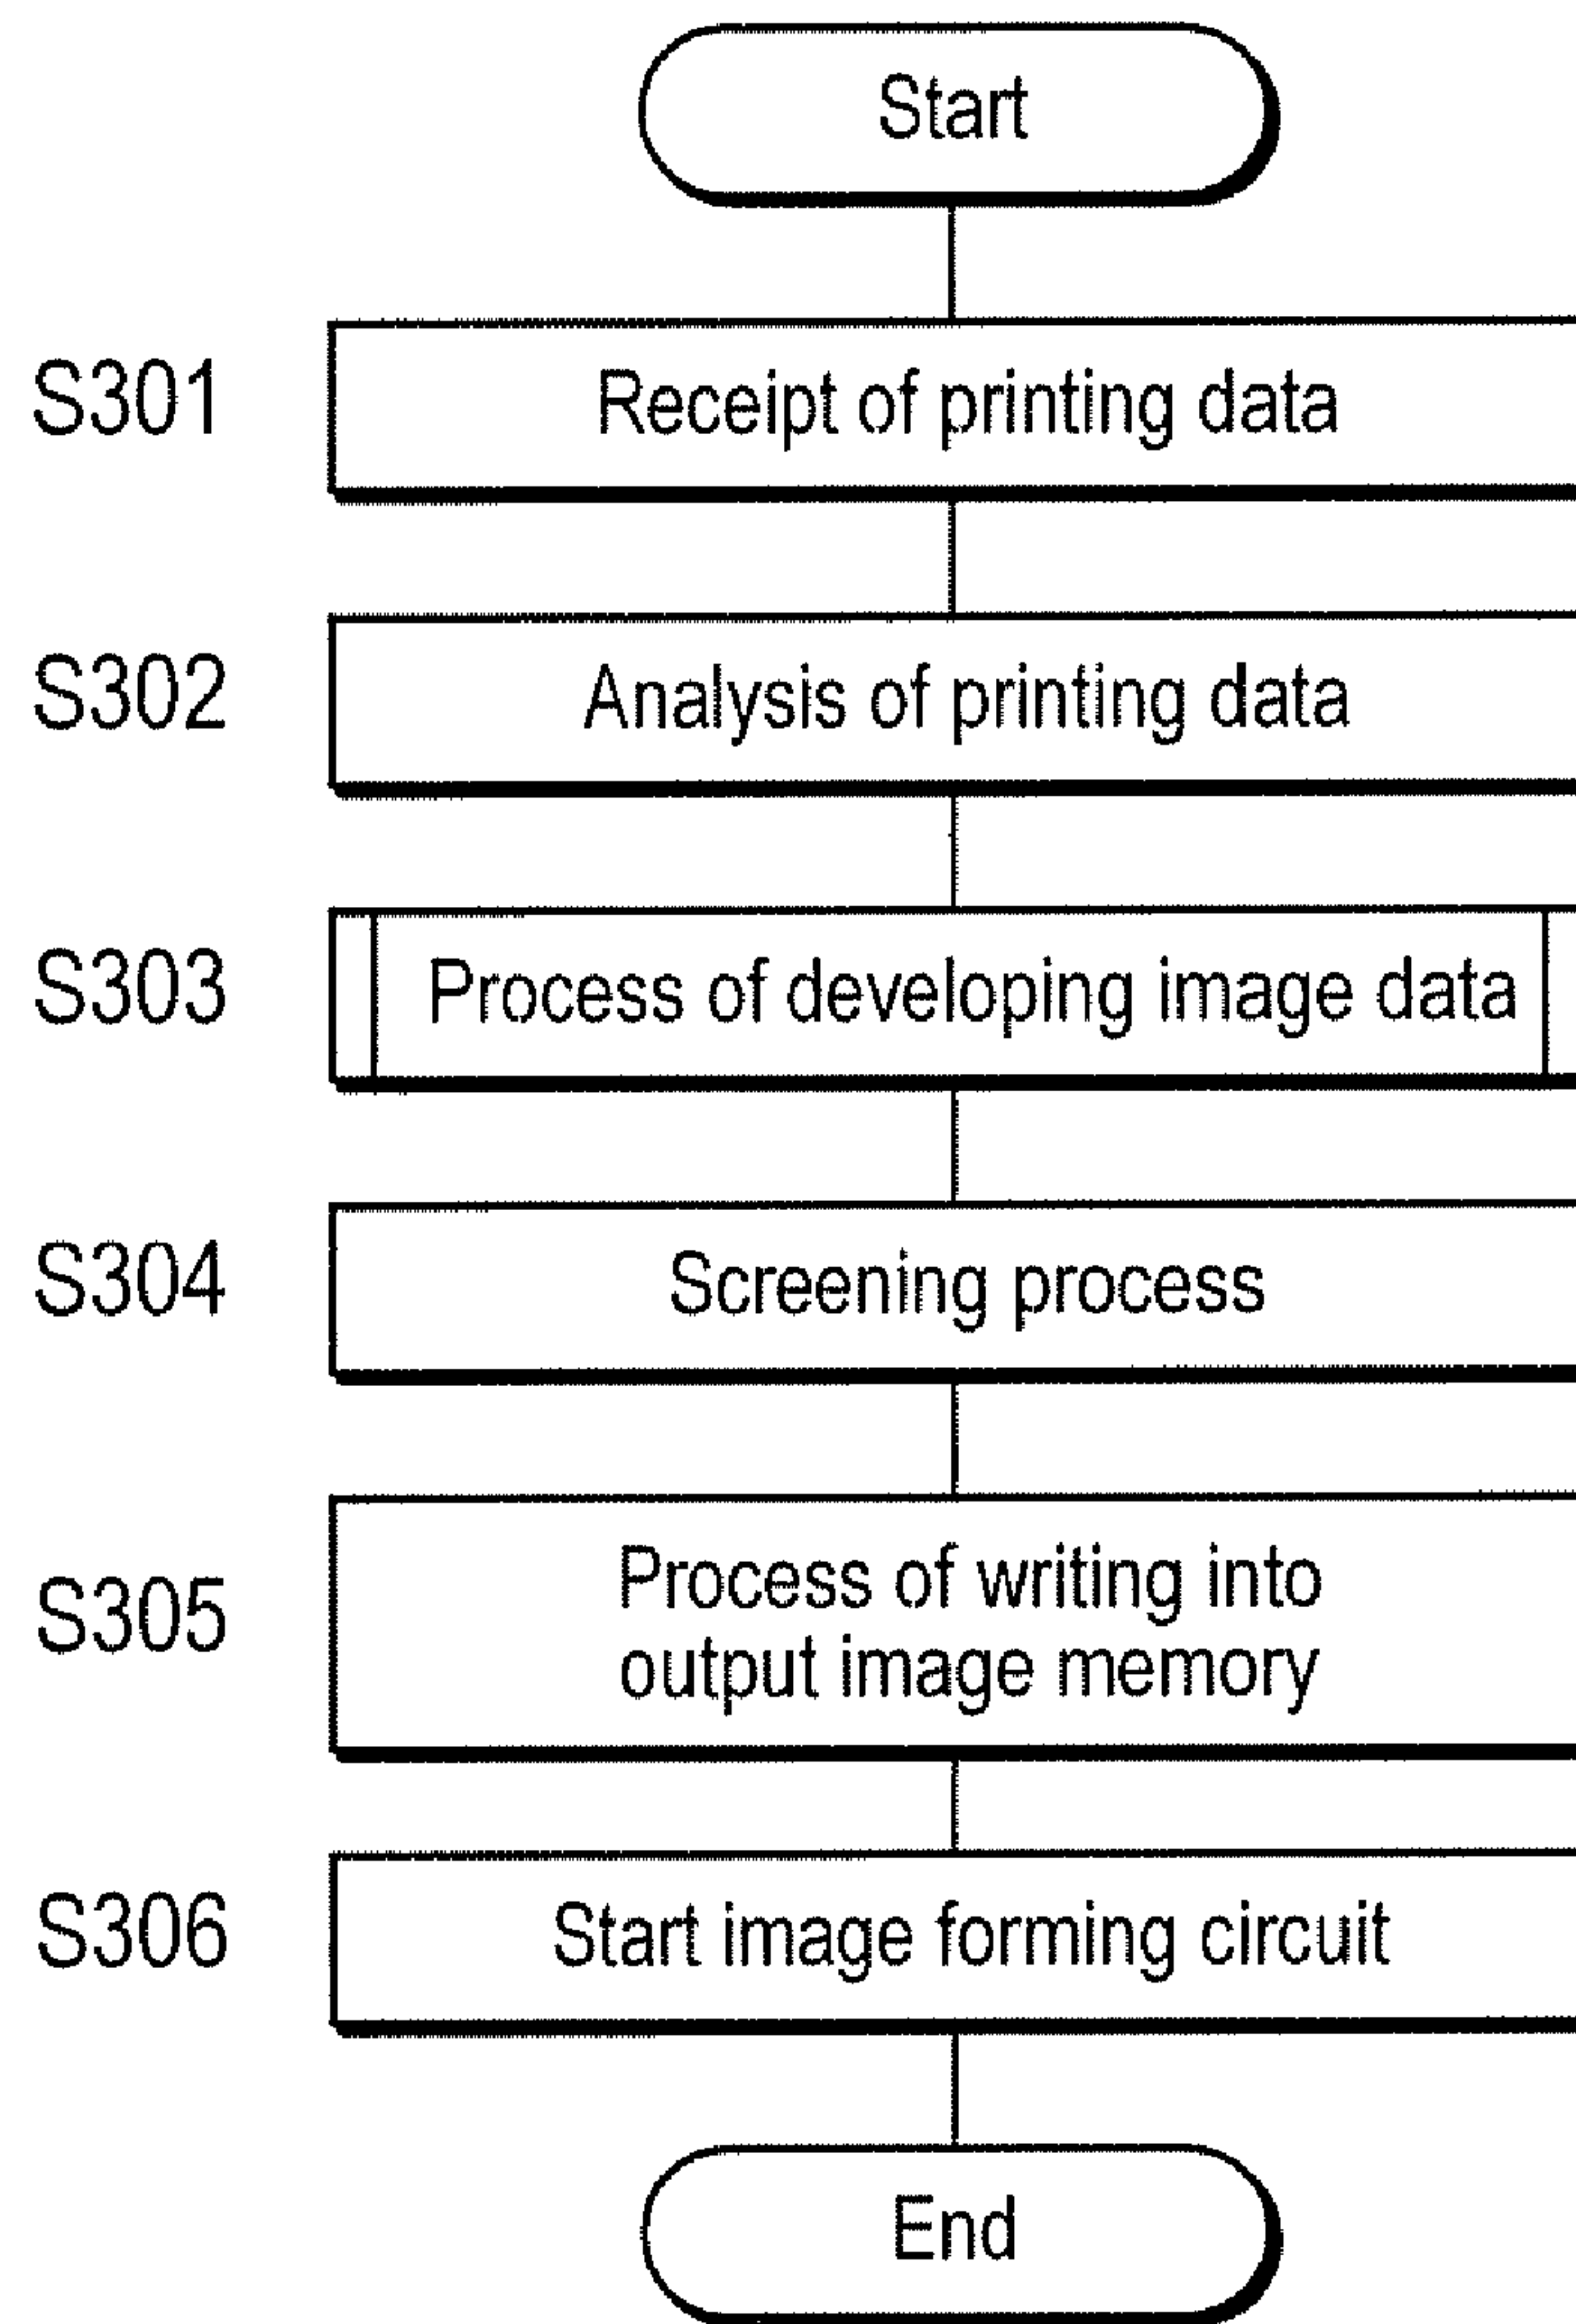 Start
S301 Receipt of printing data
S302 Analysis of printing data
S303 Process of developing image data
S304 Screening process
S305 Process of writing into
output image memory
S306 Start image forming circuit
End